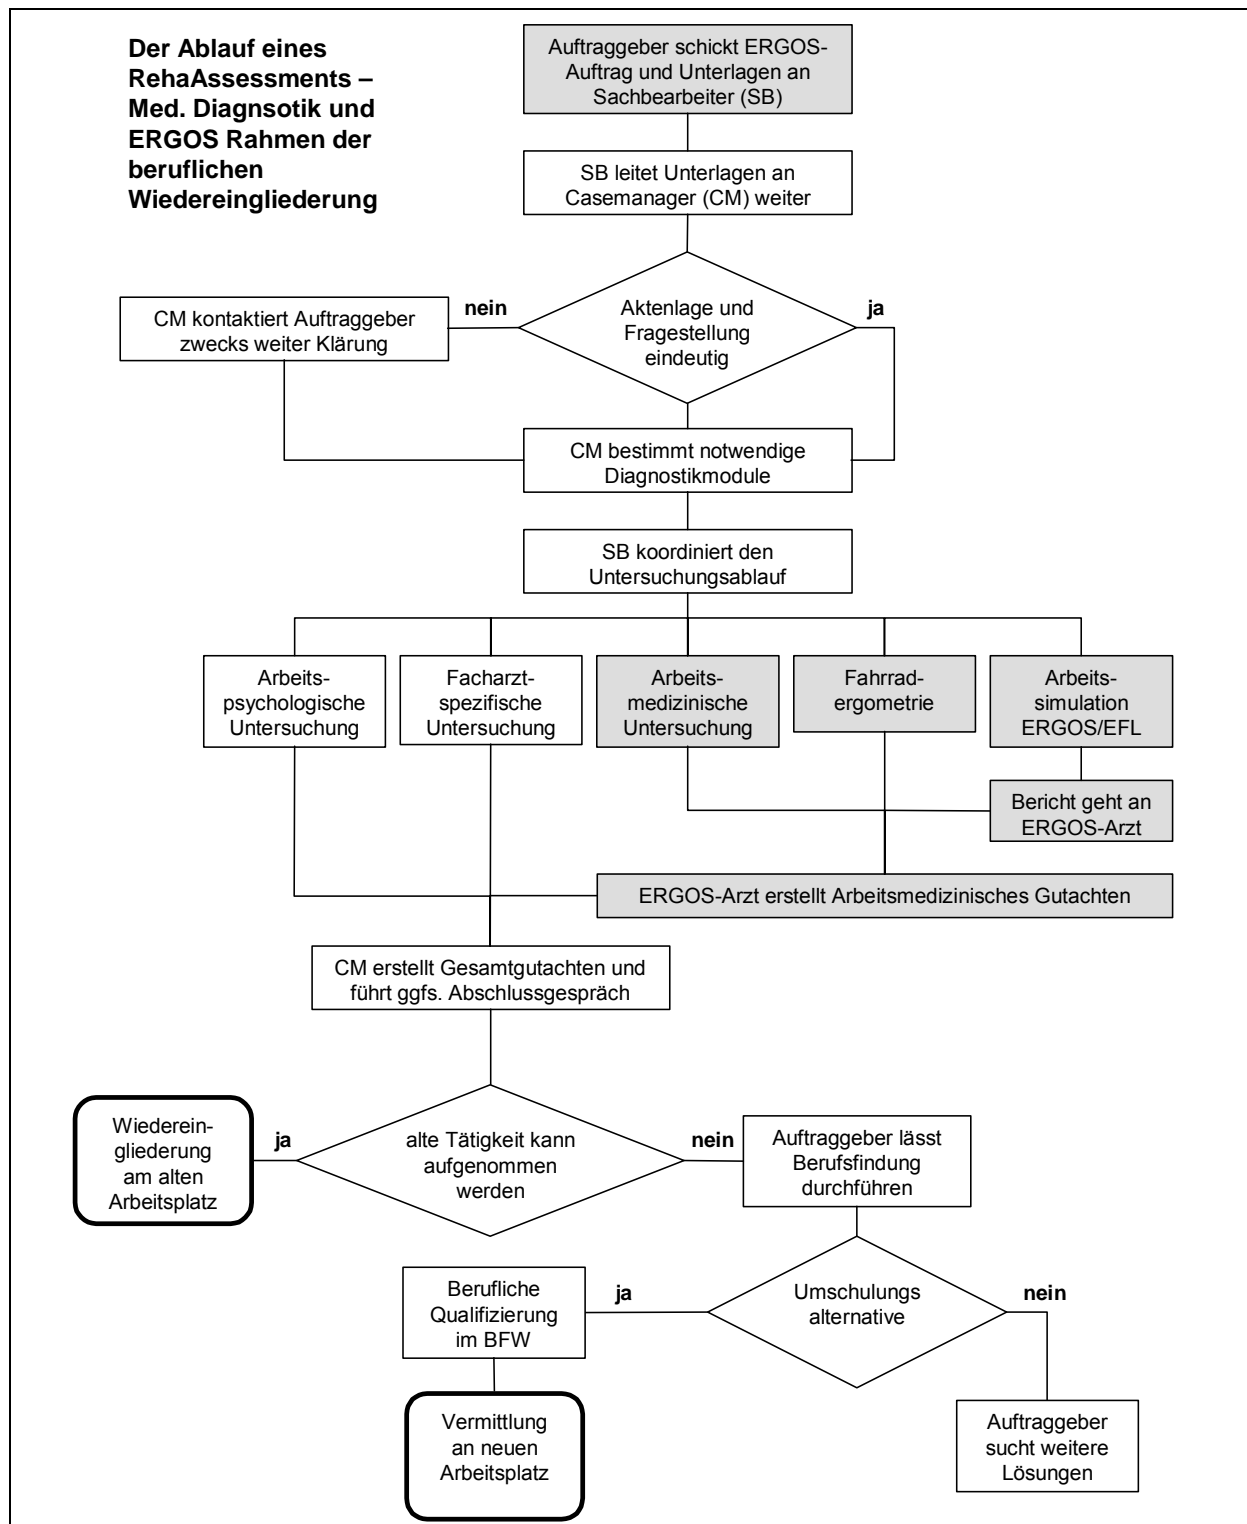 Der Ablauf eines
RehaAssessments –
Med. Diagnsotik und
ERGOS Rahmen der
beruflichen
Wiedereingliederung
Auftraggeber schickt ERGOS-
Auftrag und Unterlagen an
Sachbearbeiter (SB)
SB leitet Unterlagen an
Casemanager (CM) weiter
Aktenlage und
Fragestellung
eindeutig
nein
ja
CM kontaktiert Auftraggeber
zwecks weiter Klärung
CM bestimmt notwendige
Diagnostikmodule
SB koordiniert den
Untersuchungsablauf
Arbeits-
psychologische
Untersuchung
Facharzt-
spezifische
Untersuchung
Arbeits-
medizinische
Untersuchung
Fahrrad-
ergometrie
Arbeits-
simulation
ERGOS/EFL
Bericht geht an
ERGOS-Arzt
ERGOS-Arzt erstellt Arbeitsmedizinisches Gutachten
CM erstellt Gesamtgutachten und
führt ggfs. Abschlussgespräch
Wiederein-
gliederung
am alten
Arbeitsplatz
ja
alte Tätigkeit kann
aufgenommen
werden
nein
Auftraggeber lässt
Berufsfindung
durchführen
Berufliche
Qualifizierung
im BFW
ja
Umschulungs
alternative
nein
Vermittlung
an neuen
Arbeitsplatz
Auftraggeber
sucht weitere
Lösungen